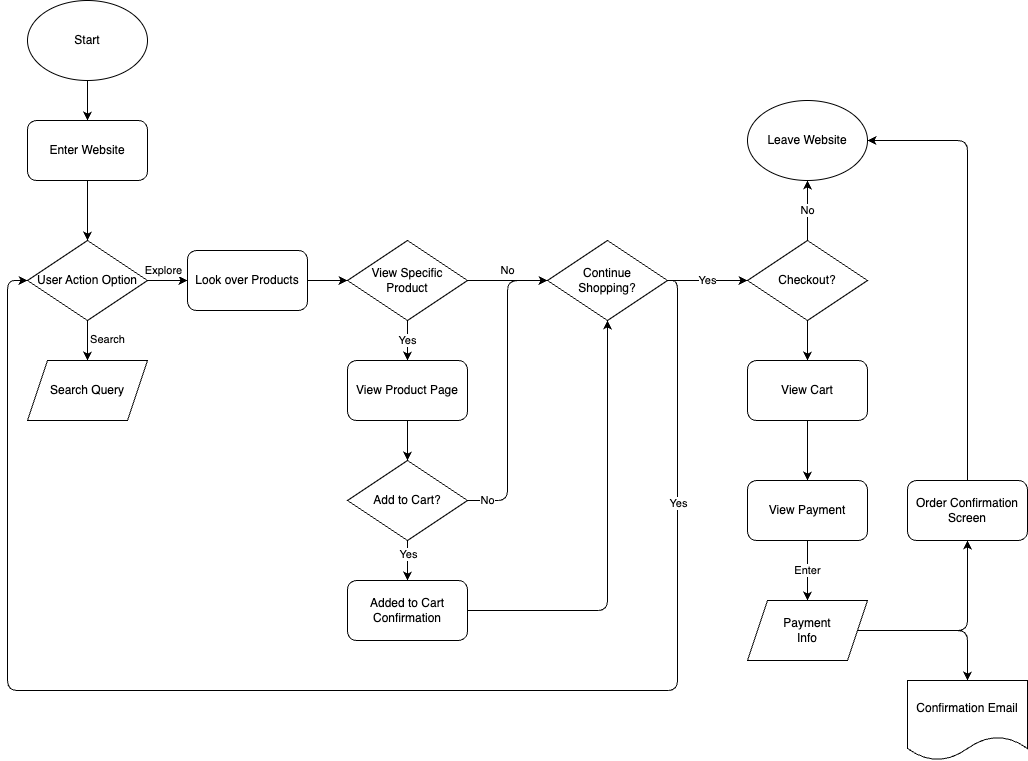 Start
Enter Website
Leave Website
No
User Action Option
Explore
Look over Products
View Specific
Product
No
Continue
Shopping?
Yes
Checkout?
Search
Yes
Search Query
View Product Page
View Cart
Add to Cart?
No
Yes
View Payment
Order Confirmation
Screen
Yes
Enter
Added to Cart
Confirmation
Payment
Info
Confirmation Email